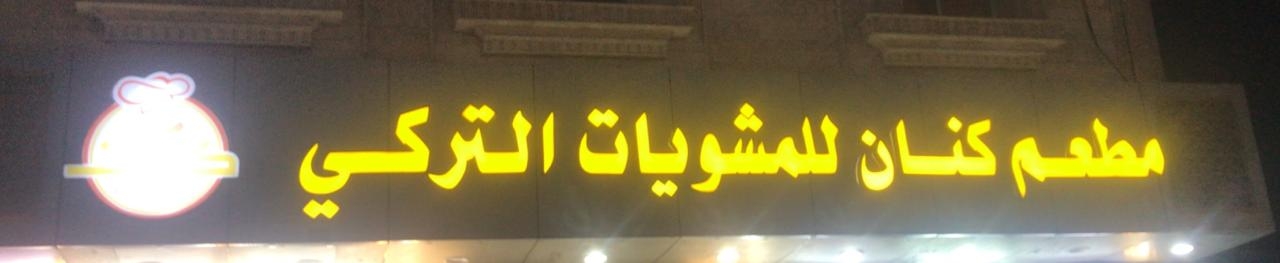 مطعم كنان للمشويات التركي